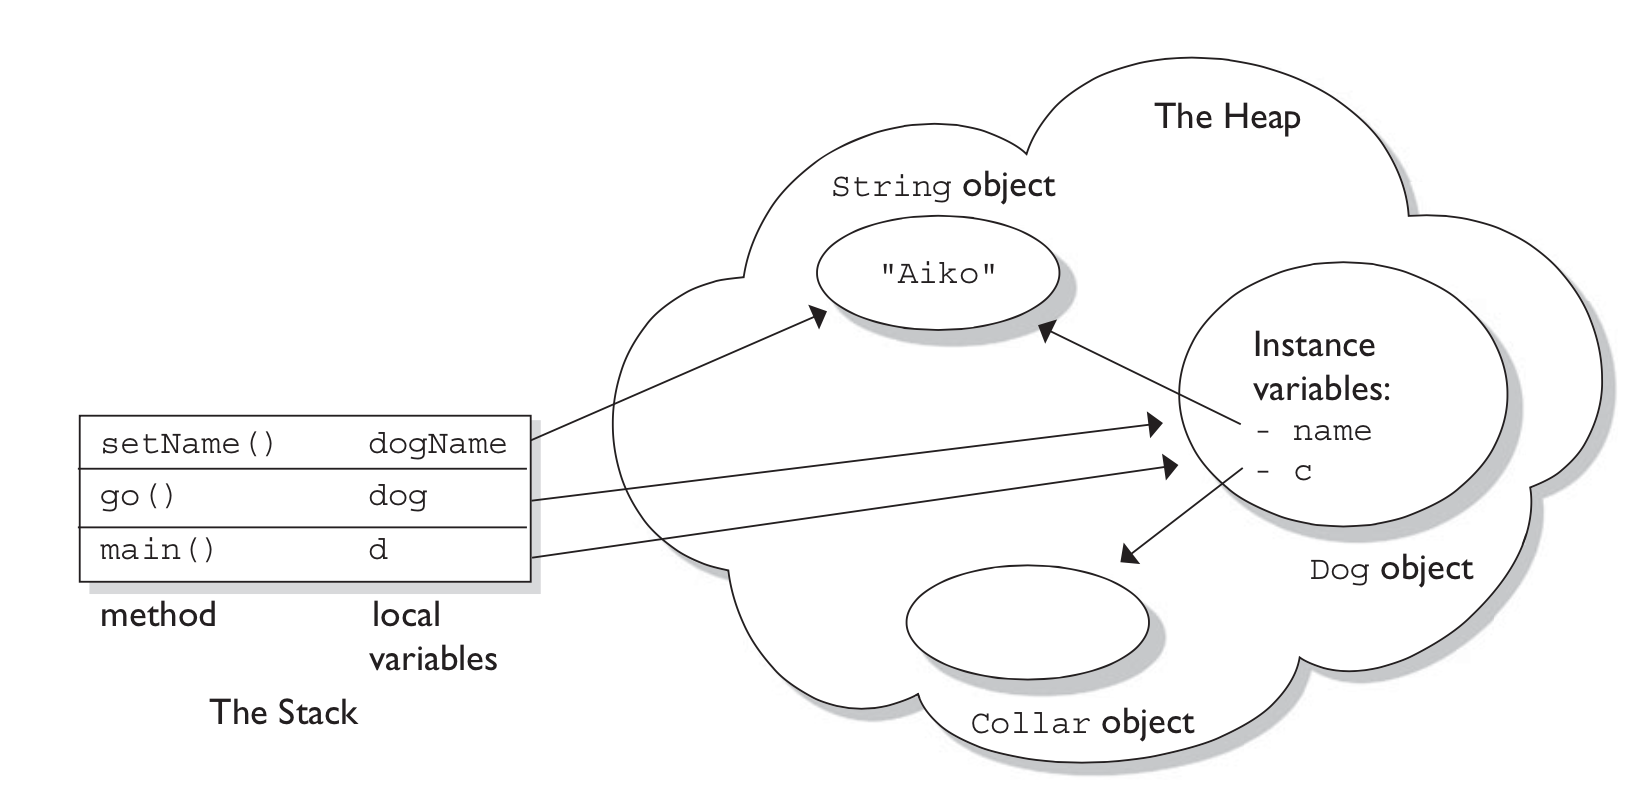 The Heap
String object
"Aiko"
Instance
variables:
- name
- c
setName() dogName
go() dog
main() d
method local
variables
The Stack
Dog object
Collar object